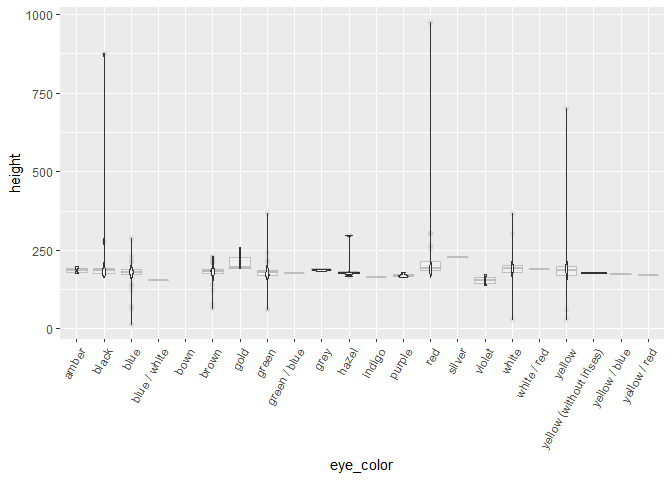 1000
750
500
250
0
height
amber
black
blue
blue / white
bown
brown
gold
green
green / blue
grey
hazel
indigo
purple
red
silver
violet
white
white / red
yellow
yellow (without irises)
yellow / blue
yellow / red
eye_color